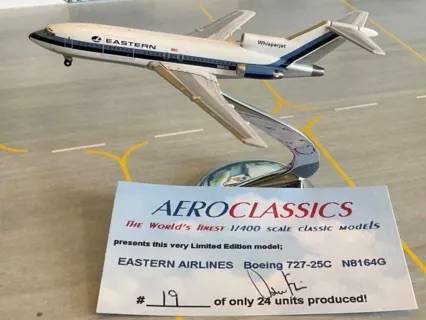 EASTERN
Whisperjet
AEROCLASSICS
The World's finest 1/400 scale classic models
presents this very Limited Edition model;
EASTERN AIRLINES Boeing 727-25C N8164G
# 19 of only 24 units produced!